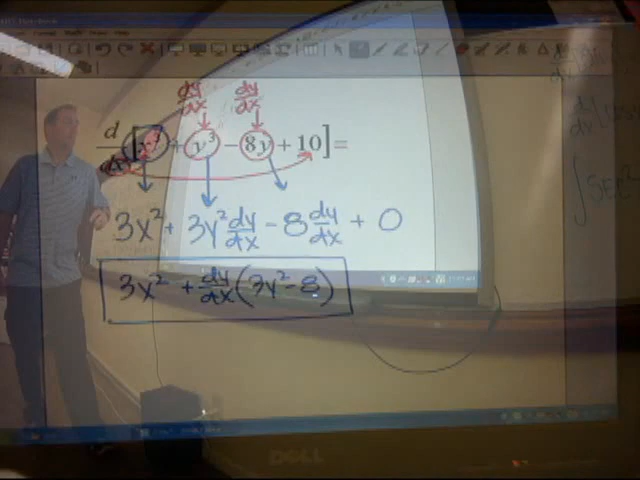 dy/dx dy/dx
d/dx [x³ + y³ - 8y + 10] =
3x² + 3y² dy/dx - 8 dy/dx + 0
3x² + dy/dx (3y² - 8)
DELL